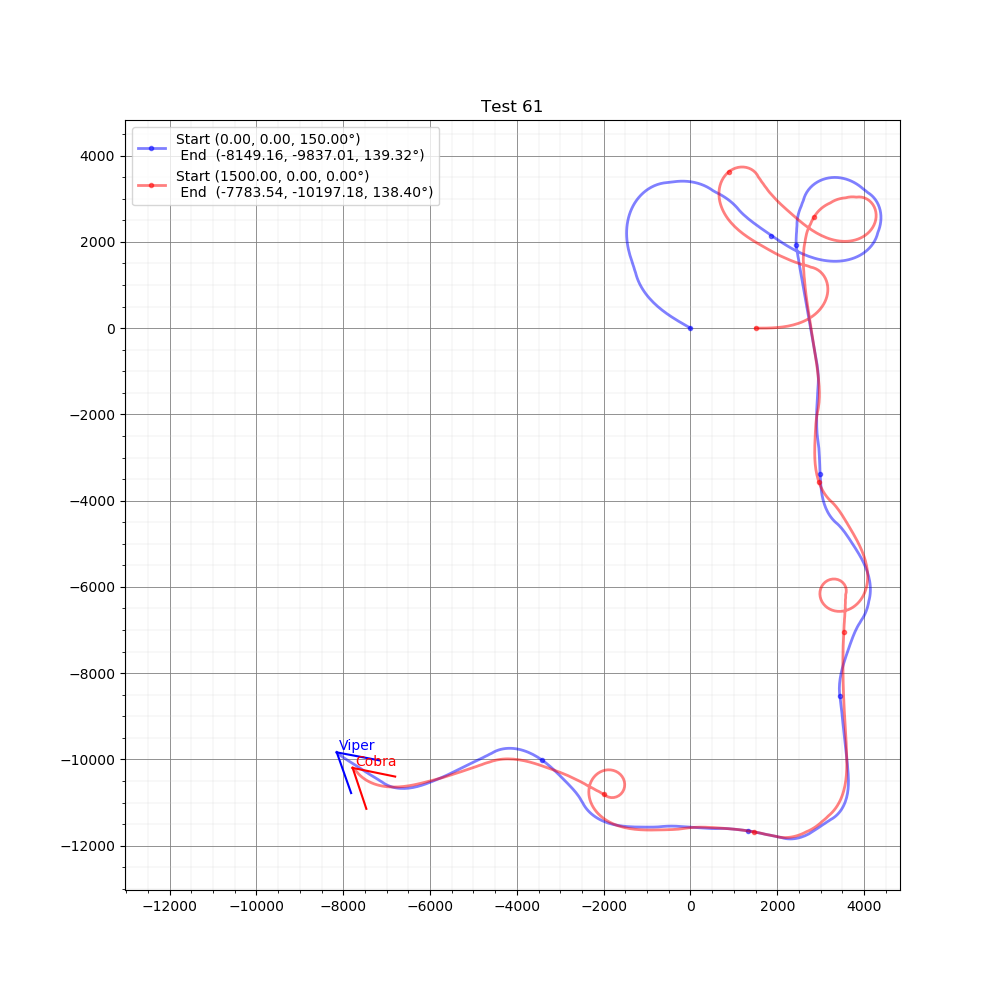 Test 61
Start (0.00, 0.00, 150.00°)
End  (-8149.16, -9837.01, 139.32°)
Start (1500.00, 0.00, 0.00°)
End  (-7783.54, -10197.18, 138.40°)
4000
2000
0
−2000
−4000
−6000
−8000
−10000
−12000
Viper
Cobra
−12000 −10000 −8000 −6000 −4000 −2000 0 2000 4000